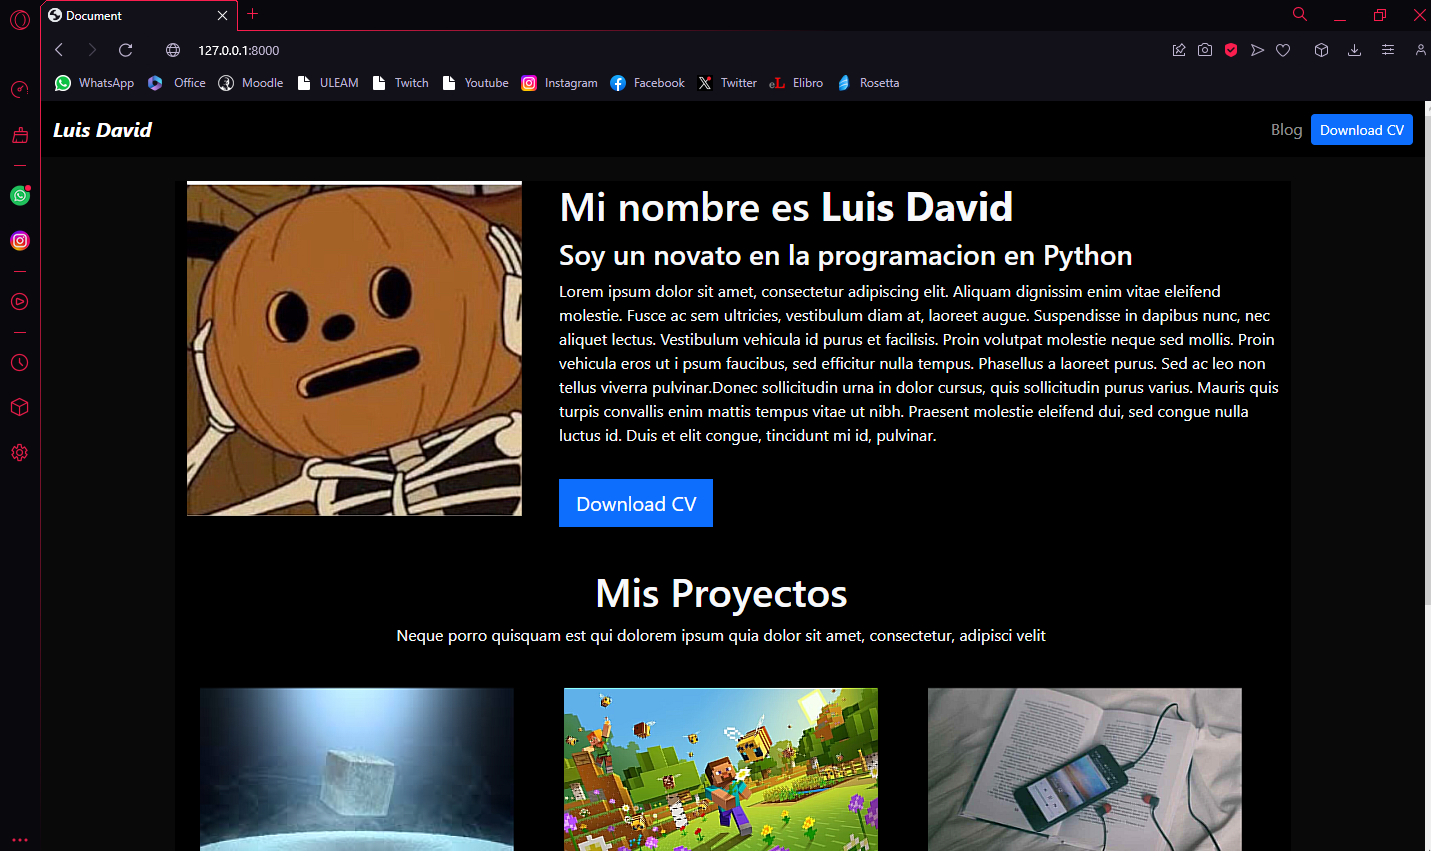 Document
127.0.0.1:8000
WhatsApp Office Moodle ULEAM Twitch Youtube Instagram Facebook Twitter eL Elibro Rosetta
Luis David
Blog Download CV
Mi nombre es Luis David
Soy un novato en la programacion en Python
Lorem ipsum dolor sit amet, consectetur adipiscing elit. Aliquam dignissim enim vitae eleifend
molestie. Fusce ac sem ultricies, vestibulum diam at, laoreet augue. Suspendisse in dapibus nunc, nec
aliquet lectus. Vestibulum vehicula id purus et facilisis. Proin volutpat molestie neque sed mollis. Proin
vehicula eros ut i psum faucibus, sed efficitur nulla tempus. Phasellus a laoreet purus. Sed ac leo non
tellus viverra pulvinar.Donec sollicitudin urna in dolor cursus, quis sollicitudin purus varius. Mauris quis
turpis convallis enim mattis tempus vitae ut nibh. Praesent molestie eleifend dui, sed congue nulla
luctus id. Duis et elit congue, tincidunt mi id, pulvinar.
Download CV
Mis Proyectos
Neque porro quisquam est qui dolorem ipsum quia dolor sit amet, consectetur, adipisci velit